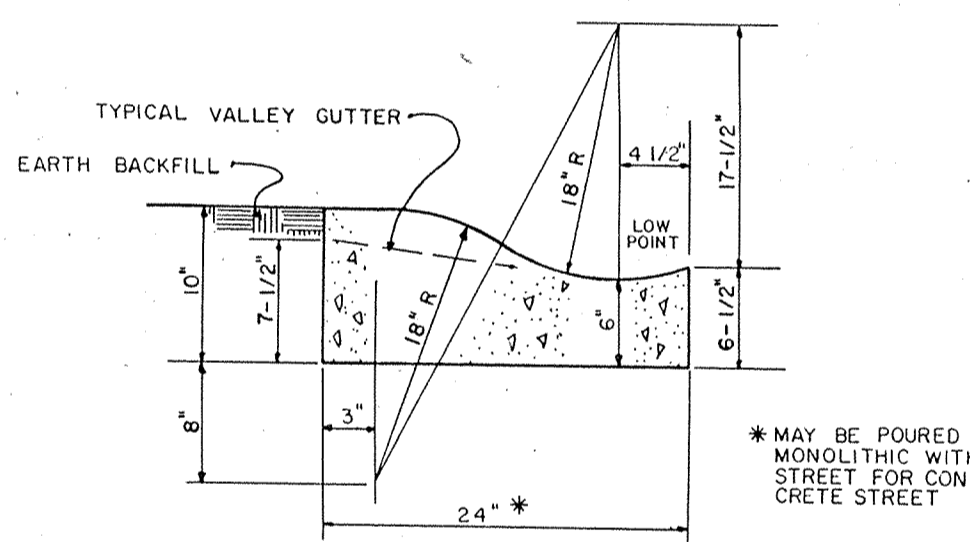 TYPICAL VALLEY GUTTER
EARTH BACKFILL
18" R
4 1/2"
17-1/2"
LOW
POINT
10"
7-1/2"
18" R
6"
6-1/2"
8"
3"
24" *
* MAY BE POURED
MONOLITHIC WITH
STREET FOR CON
CRETE STREET